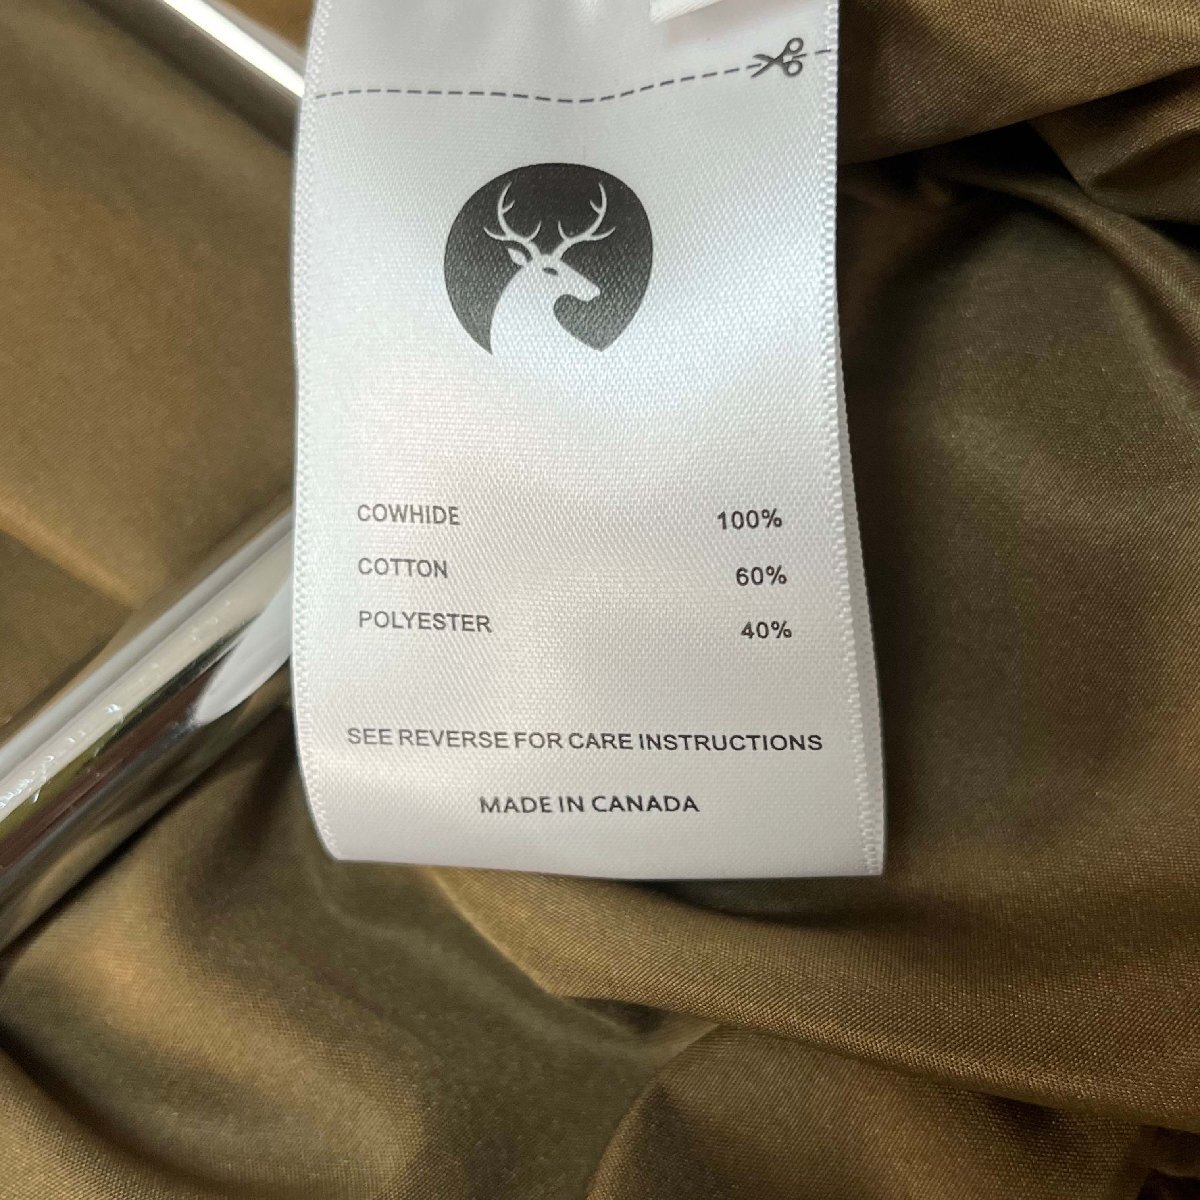 COWHIDE 100%
COTTON 60%
POLYESTER 40%
SEE REVERSE FOR CARE INSTRUCTIONS
MADE IN CANADA